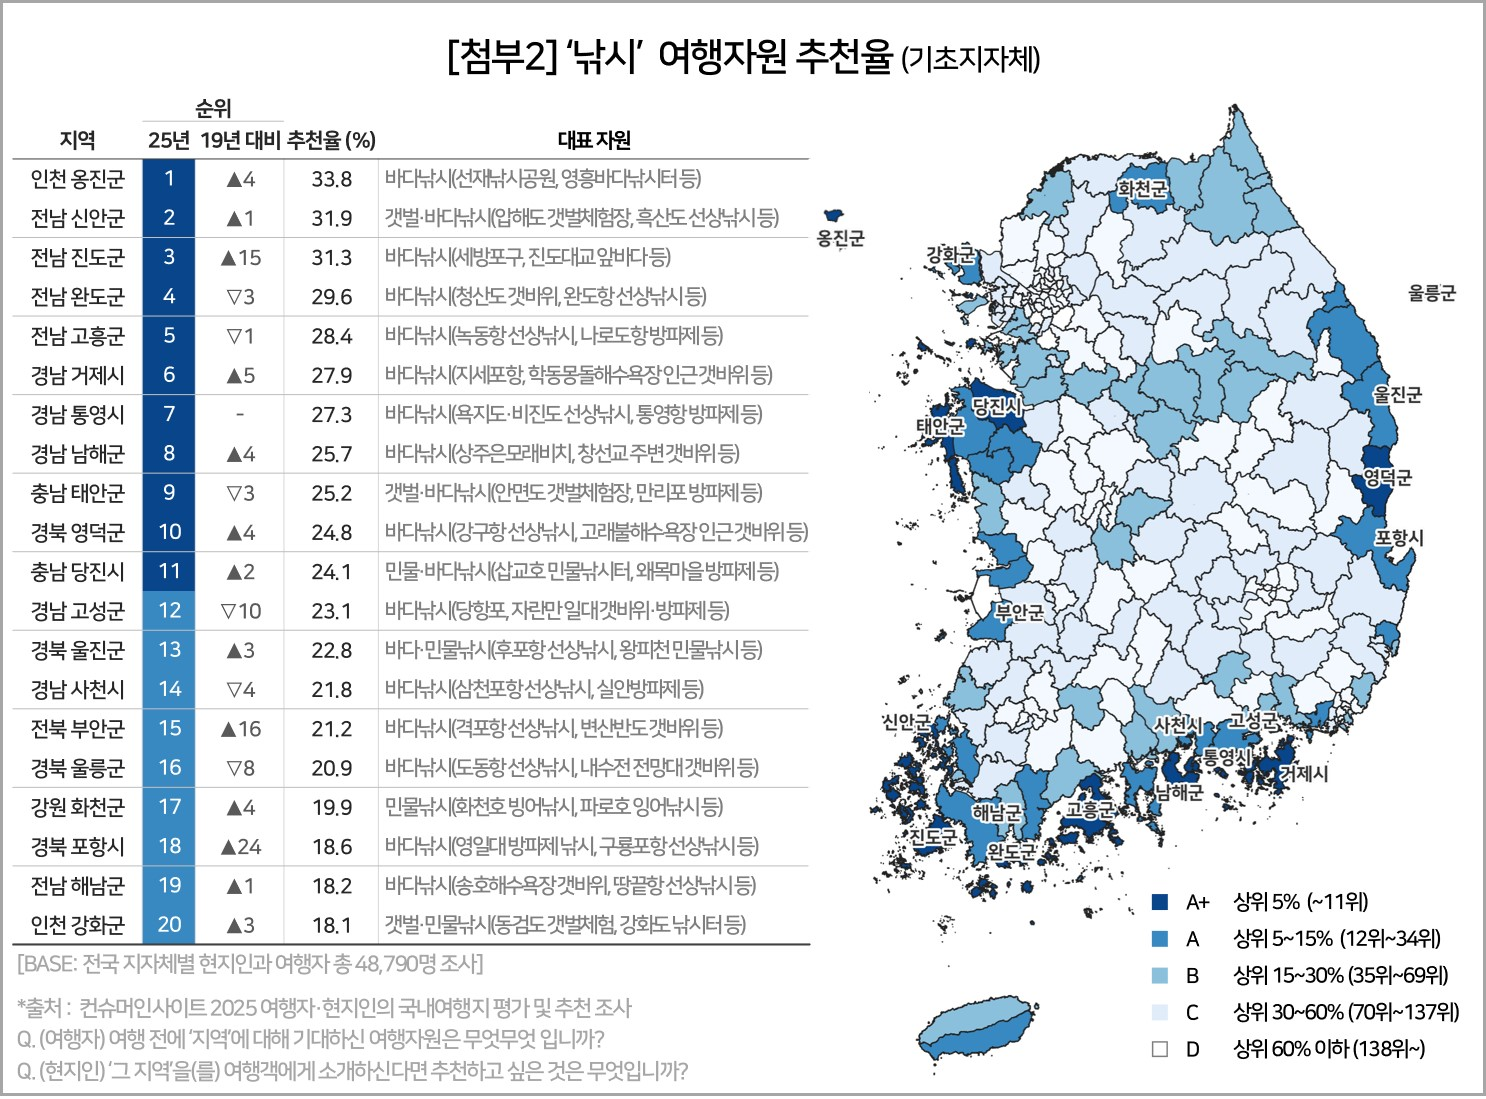 [첨부2] ‘낚시’ 여행자원 추천율 (기초지자체)
순위
지역 25년 19년 대비 추천율 (%) 대표 자원
인천 옹진군 1 ▲4 33.8 바다낚시(선재낚시공원, 영흥바다낚시터 등)
전남 신안군 2 ▲1 31.9 갯벌·바다낚시(압해도 갯벌체험장, 흑산도 선상낚시 등)
전남 진도군 3 ▲15 31.3 바다낚시(세방포구, 진도대교 앞바다 등)
전남 완도군 4 ▽3 29.6 바다낚시(청산도 갯바위, 완도항 선상낚시 등)
전남 고흥군 5 ▽1 28.4 바다낚시(녹동항 선상낚시, 나로도항 방파제 등)
경남 거제시 6 ▲5 27.9 바다낚시(지세포항, 학동몽돌해수욕장 인근 갯바위 등)
경남 통영시 7 - 27.3 바다낚시(욕지도·비진도 선상낚시, 통영항 방파제 등)
경남 남해군 8 ▲4 25.7 바다낚시(상주은모래비치, 창선교 주변 갯바위 등)
충남 태안군 9 ▽3 25.2 갯벌·바다낚시(안면도 갯벌체험장, 만리포 방파제 등)
경북 영덕군 10 ▲4 24.8 바다낚시(강구항 선상낚시, 고래불해수욕장 인근 갯바위 등)
충남 당진시 11 ▲2 24.1 민물·바다낚시(삽교호 민물낚시터, 왜목마을 방파제 등)
경남 고성군 12 ▽10 23.1 바다낚시(당항포, 자란만 일대 갯바위·방파제 등)
경북 울진군 13 ▲3 22.8 바다·민물낚시(후포항 선상낚시, 왕피천 민물낚시 등)
경남 사천시 14 ▽4 21.8 바다낚시(삼천포항 선상낚시, 실안방파제 등)
전북 부안군 15 ▲16 21.2 바다낚시(격포항 선상낚시, 변산반도 갯바위 등)
경북 울릉군 16 ▽8 20.9 바다낚시(도동항 선상낚시, 내수전 전망대 갯바위 등)
강원 화천군 17 ▲4 19.9 민물낚시(화천호 빙어낚시, 파로호 잉어낚시 등)
경북 포항시 18 ▲24 18.6 바다낚시(영일대 방파제 낚시, 구룡포항 선상낚시 등)
전남 해남군 19 ▲1 18.2 바다낚시(송호해수욕장 갯바위, 땅끝항 선상낚시 등)
인천 강화군 20 ▲3 18.1 갯벌·민물낚시(동검도 갯벌체험, 강화도 낚시터 등)
[BASE: 전국 지자체별 현지인과 여행자 총 48,790명 조사]
*출처 : 컨슈머인사이트 2025 여행자·현지인의 국내여행지 평가 및 추천 조사
Q. (여행자) 여행 전에 ‘지역’에 대해 기대하신 여행자원은 무엇무엇 입니까?
Q. (현지인) ‘그 지역’을(를) 여행객에게 소개하신다면 추천하고 싶은 것은 무엇입니까?
화천군
옹진군
강화군
울릉군
울진군
당진시
태안군
영덕군
포항시
부안군
신안군
사천시
고성군
통영시
거제시
남해군
해남군
고흥군
진도군
완도군
A+ 상위 5% (~11위)
A 상위 5~15% (12위~34위)
B 상위 15~30% (35위~69위)
C 상위 30~60% (70위~137위)
D 상위 60% 이하 (138위~)